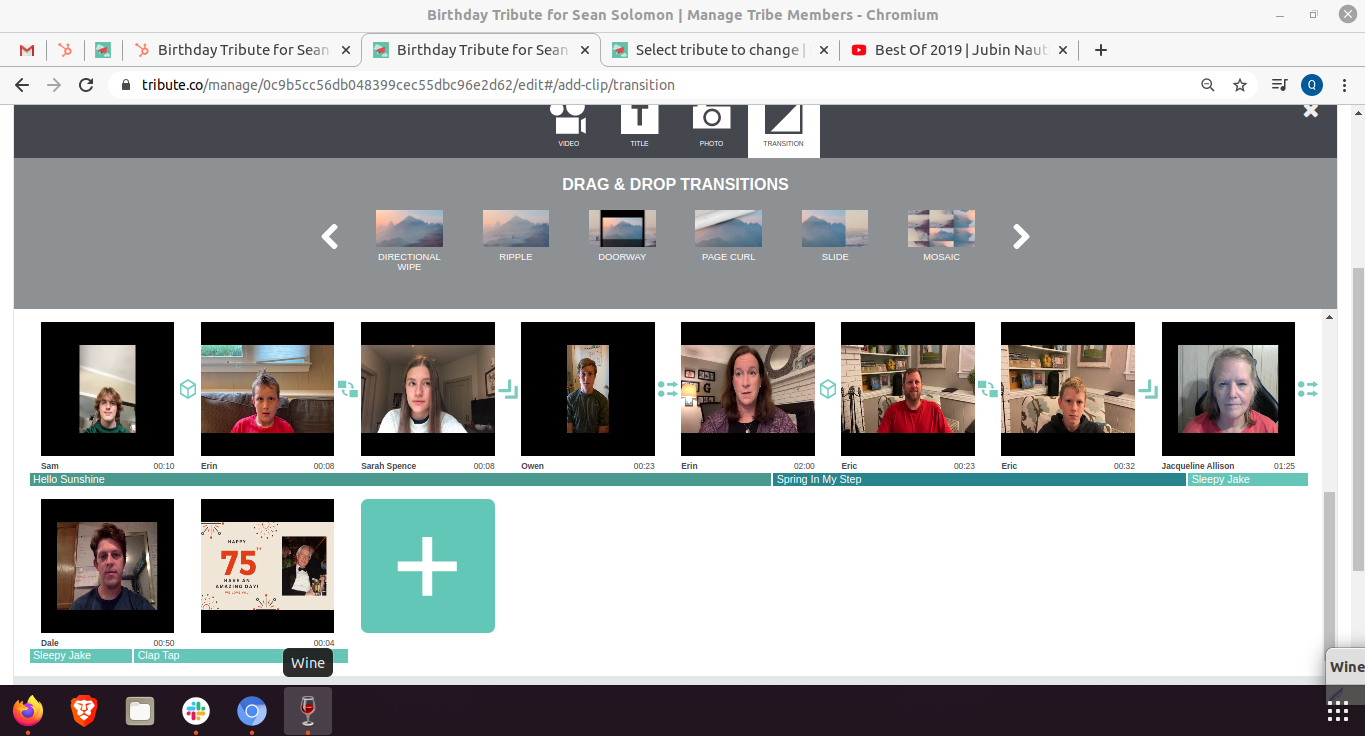 Birthday Tribute for Sean Solomon | Manage Tribe Members - Chromium
Birthday Tribute for Sean
Birthday Tribute for Sean
Select tribute to change |
Best Of 2019 | Jubin Naut
tribute.co/manage/0c9b5cc56db048399cec55dbc96e2d62/edit#/add-clip/transition
Q
T
VIDEO
TITLE
PHOTO
TRANSITION
DRAG & DROP TRANSITIONS
DIRECTIONAL
WIPE
RIPPLE
DOORWAY
PAGE CURL
SLIDE
MOSAIC
Sam 00:10
Erin 00:08
Sarah Spence 00:08
Owen 00:23
Erin 02:00
Eric 00:23
Eric 00:32
Jacqueline Allison 01:25
Hello Sunshine
Spring In My Step
Sleepy Jake
HAPPY
75
TH
HAVE AN
AMAZING DAY!
Dale 00:50
00:04
Sleepy Jake
Clap Tap
Wine
Wine